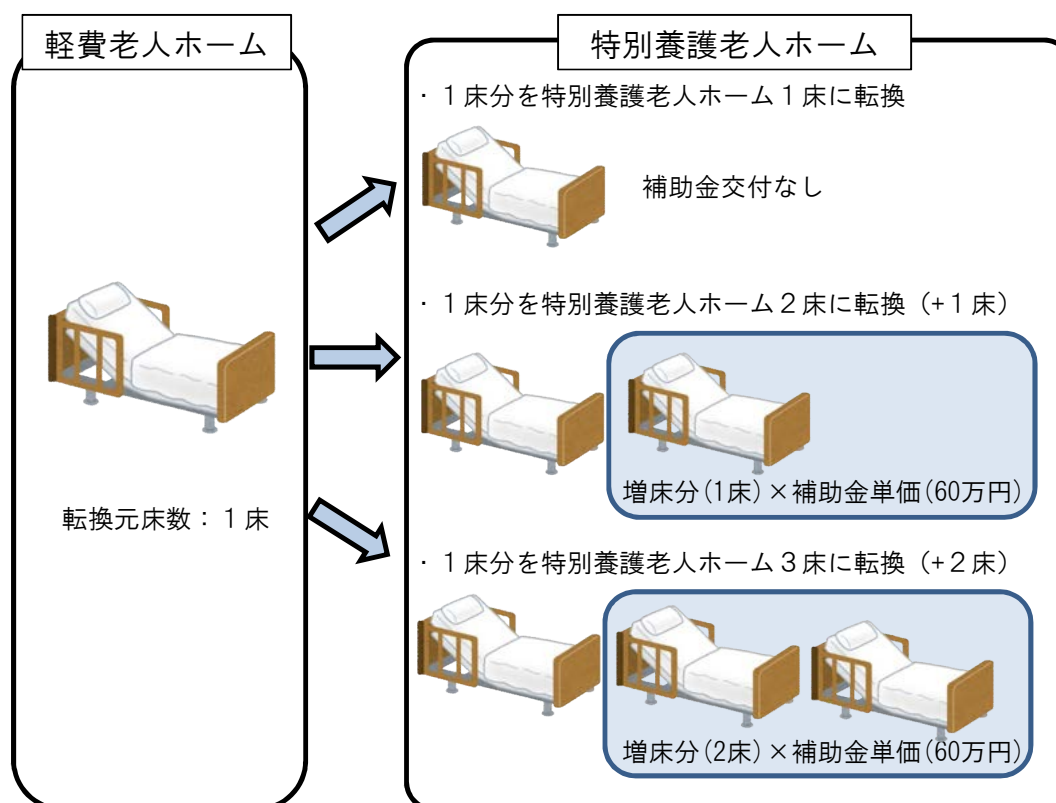 軽費老人ホーム
転換元床数：１床
特別養護老人ホーム
・１床分を特別養護老人ホーム１床に転換
補助金交付なし
・１床分を特別養護老人ホーム２床に転換（+１床）
増床分(1床)×補助金単価(60万円)
・１床分を特別養護老人ホーム３床に転換（+２床）
増床分(2床)×補助金単価(60万円)